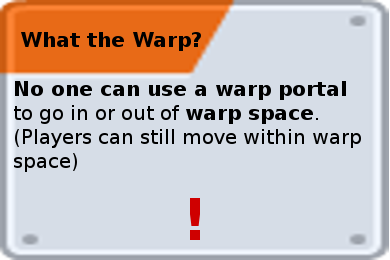 What the Warp?
No one can use a warp portal
to go in or out of warp space.
(Players can still move within warp
space)
!